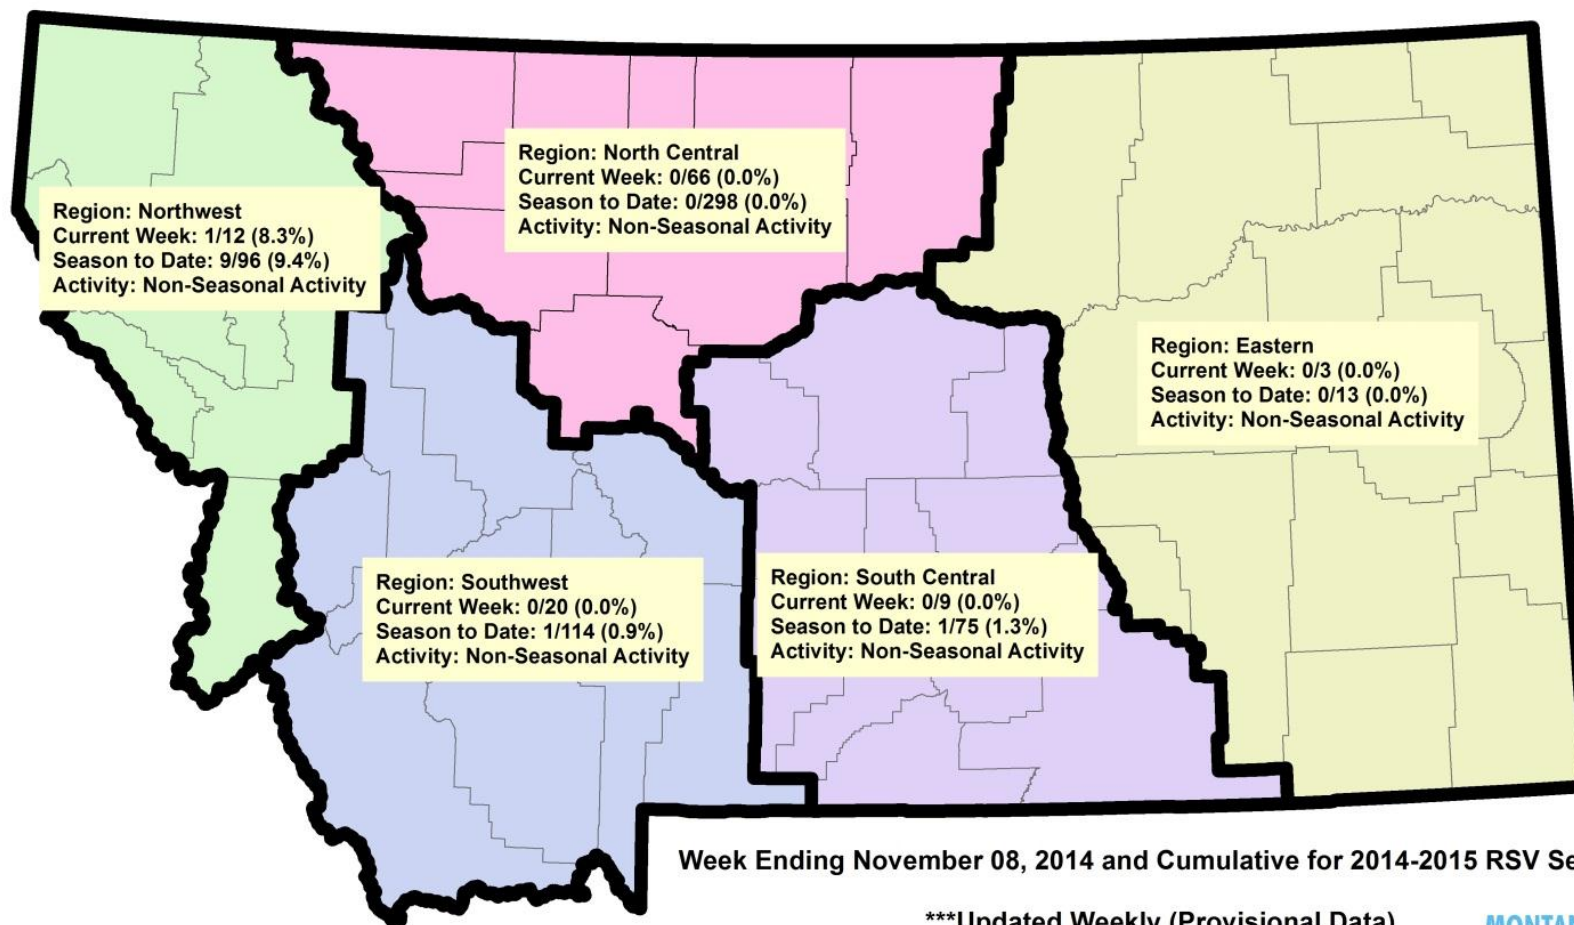 Region: North Central
Current Week: 0/66 (0.0%)
Season to Date: 0/298 (0.0%)
Activity: Non-Seasonal Activity
Region: Northwest
Current Week: 1/12 (8.3%)
Season to Date: 9/96 (9.4%)
Activity: Non-Seasonal Activity
Region: Eastern
Current Week: 0/3 (0.0%)
Season to Date: 0/13 (0.0%)
Activity: Non-Seasonal Activity
Region: Southwest
Current Week: 0/20 (0.0%)
Season to Date: 1/114 (0.9%)
Activity: Non-Seasonal Activity
Region: South Central
Current Week: 0/9 (0.0%)
Season to Date: 1/75 (1.3%)
Activity: Non-Seasonal Activity
Week Ending November 08, 2014 and Cumulative for 2014-2015 RSV
***Updated Weekly (Provisional Data)